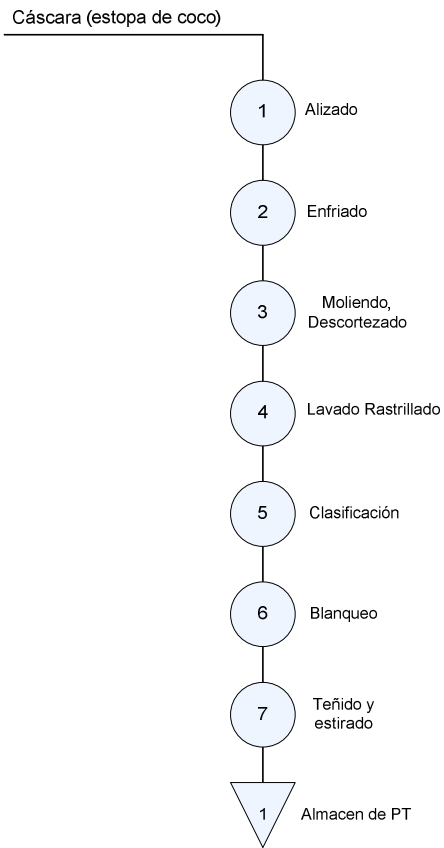 Cáscara (estopa de coco)
1
Alizado
2
Enfriado
3
Moliendo,
Descortezado
4
Lavado Rastrillado
5
Clasificación
6
Blanqueo
7
Teñido y
estirado
1
Almacen de PT